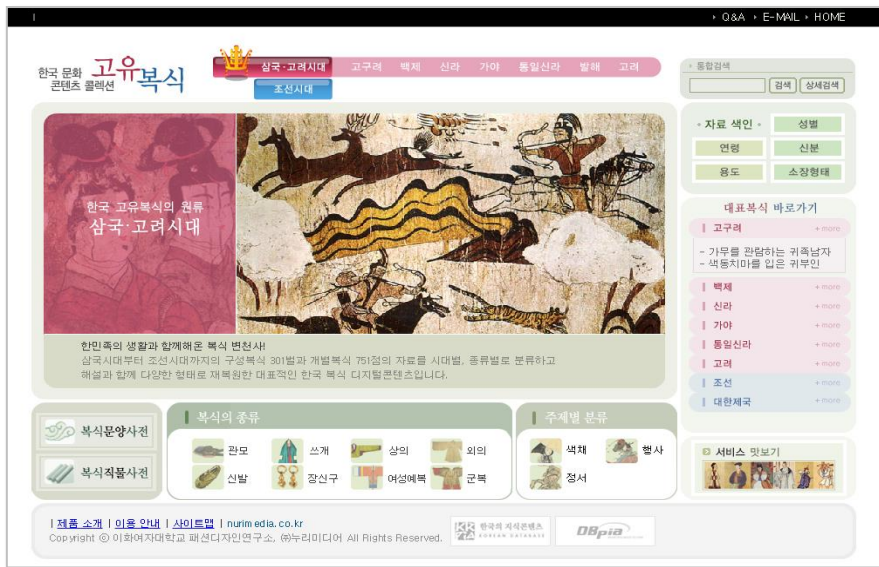 Q&A E-MAIL HOME
한국 문화
콘텐츠 콜렉션
고유복식
삼국·고려시대 고구려 백제 신라 가야 통일신라 발해 고려
조선시대
통합검색
검색 상세검색
한국 고유복식의 원류
삼국·고려시대
한민족의 생활과 함께해온 복식 변천사!
삼국시대부터 조선시대까지의 구성복식 301벌과 개별복식 751점의 자료를 시대별, 종류별로 분류하고
해설과 함께 다양한 형태로 재복원한 대표적인 한국 복식 디지털콘텐츠입니다.
자료 색인 성별
연령 신분
용도 소장형태
대표복식 바로가기
고구려 +more
- 가무를 관람하는 귀족남자
- 색동치마를 입은 귀부인
백제 +more
신라 +more
가야 +more
통일신라 +more
고려 +more
조선 +more
대한제국 +more
서비스 맛보기
복식문양사전
복식직물사전
복식의 종류
관모 쓰개 상의 외의
신발 장신구 여성예복 군복
주제별 분류
색채 행사
정서
| 제품 소개 | 이용 안내 | 사이트맵 | nurimedia.co.kr
Copyright ⓒ 이화여자대학교 패션디자인연구소, ㈜누리미디어 All Rights Reserved.
한국의 지식콘텐츠
KOREAN DATABASE
DBpia